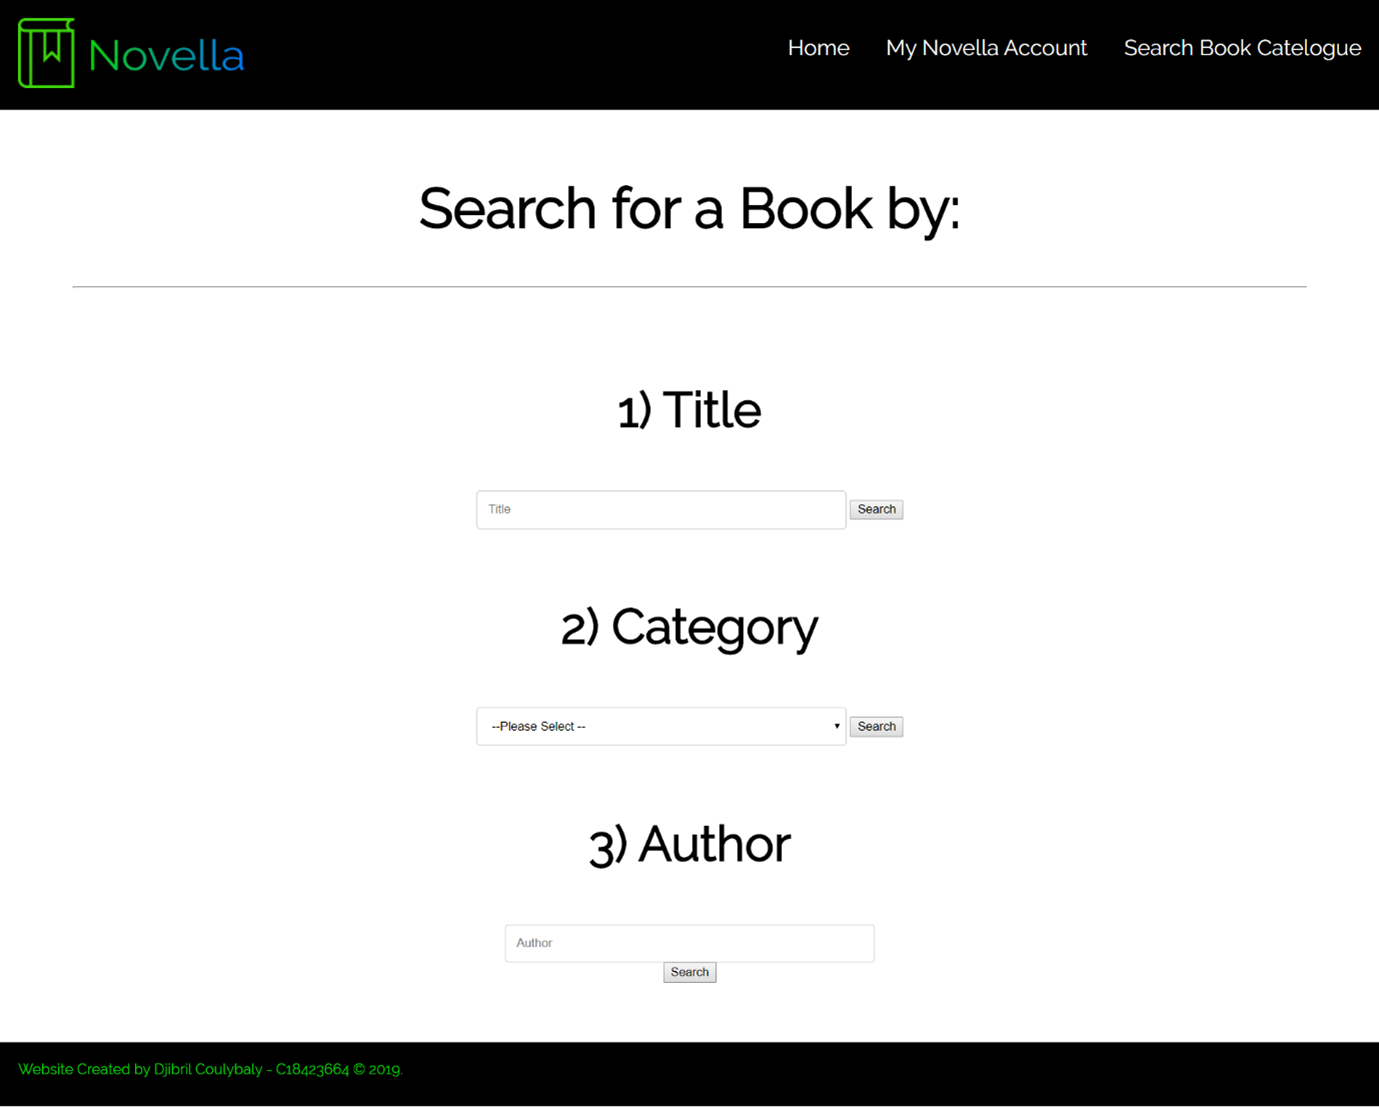 Novella
Home My Novella Account Search Book Catelogue
Search for a Book by:
1) Title
Title Search
2) Category
--Please Select -- Search
3) Author
Author
Search
Website Created by Djibril Coulybaly - C18423664 © 2019.